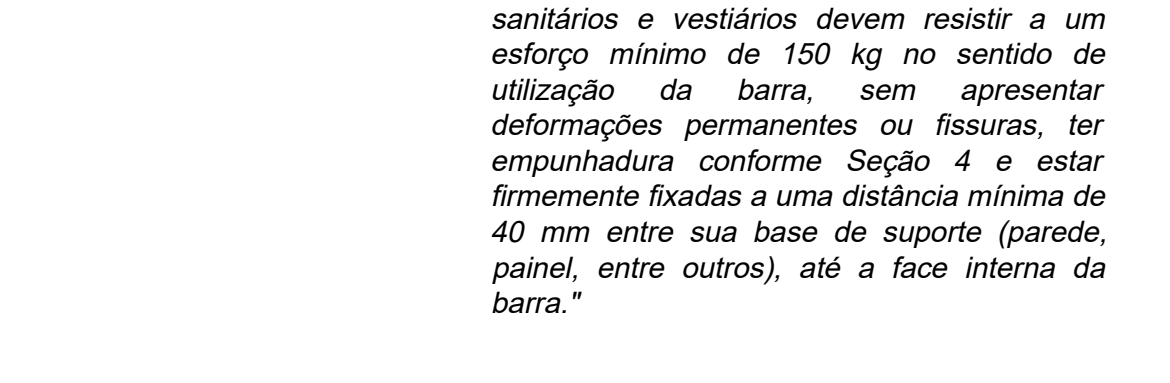 sanitários e vestiários devem resistir a um
esforço mínimo de 150 kg no sentido de
utilização da barra, sem apresentar
deformações permanentes ou fissuras, ter
empunhadura conforme Seção 4 e estar
firmemente fixadas a uma distância mínima de
40 mm entre sua base de suporte (parede,
painel, entre outros), até a face interna da
barra."